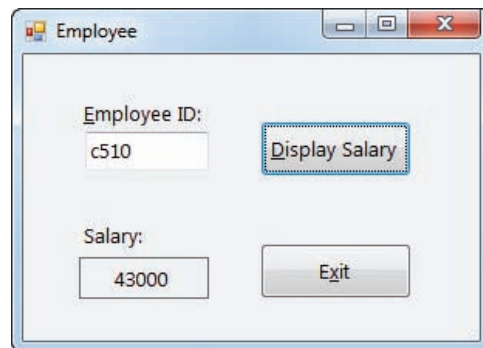 Employee
Employee ID:
c510
Display Salary
Salary:
43000
Exit